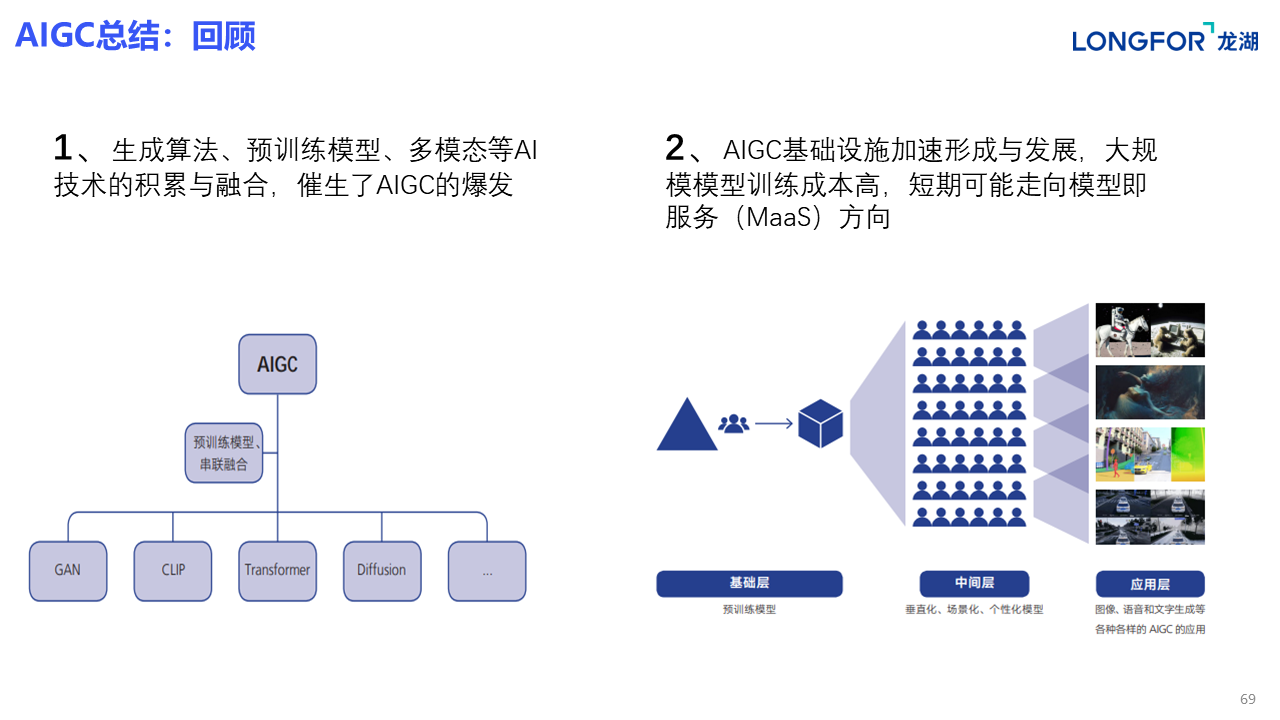 AIGC总结：回顾
LONGFOR 龙湖
1、生成算法、预训练模型、多模态等AI
技术的积累与融合，催生了AIGC的爆发
2、AIGC基础设施加速形成与发展，大规
模模型训练成本高，短期可能走向模型即
服务（MaaS）方向
AIGC
预训练模型、
串联融合
GAN
CLIP
Transformer
Diffusion
...
基础层
预训练模型
中间层
垂直化、场景化、个性化模型
应用层
图像、语音和文字生成等
各种各样的 AIGC 的应用
69